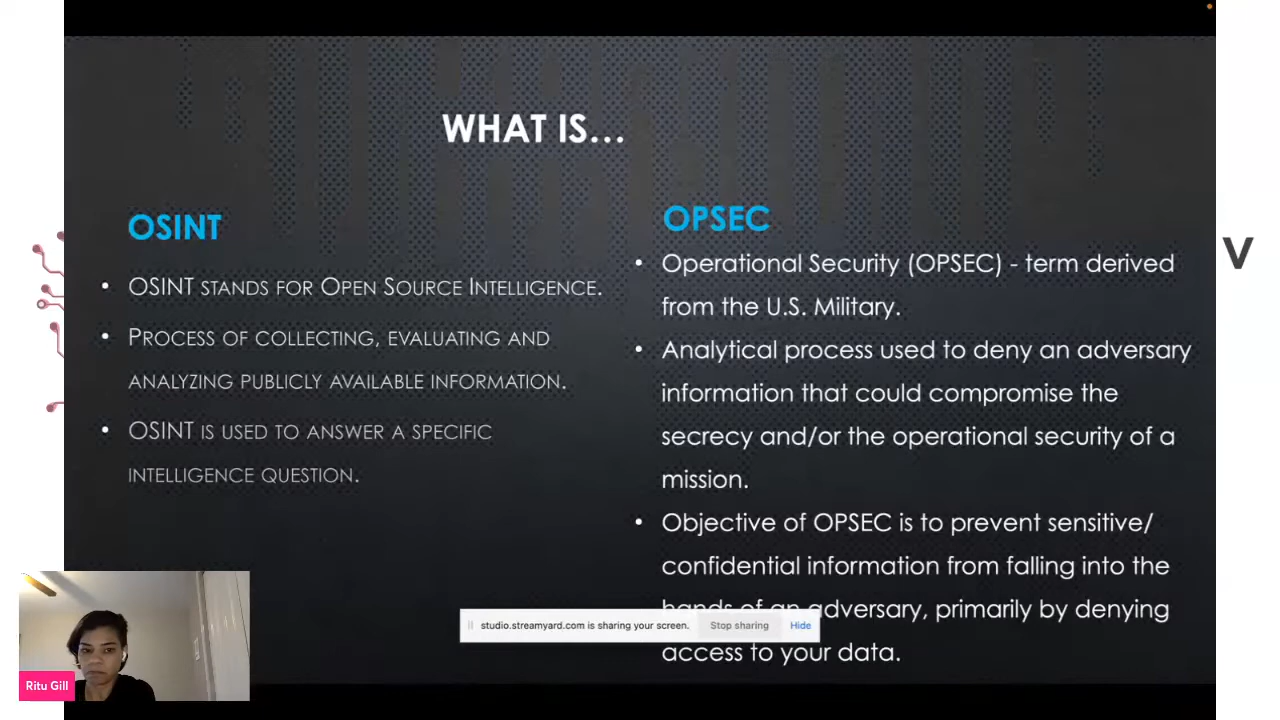 WHAT IS...
OSINT
• OSINT STANDS FOR OPEN SOURCE INTELLIGENCE.
• PROCESS OF COLLECTING, EVALUATING AND
ANALYZING PUBLICLY AVAILABLE INFORMATION.
• OSINT IS USED TO ANSWER A SPECIFIC
INTELLIGENCE QUESTION.
OPSEC
• Operational Security (OPSEC) - term derived
from the U.S. Military.
• Analytical process used to deny an adversary
information that could compromise the
secrecy and/or the operational security of a
mission.
• Objective of OPSEC is to prevent sensitive/
confidential information from falling into the
hands of an adversary, primarily by denying
access to your data.
studio.streamyard.com is sharing your screen. Stop sharing Hide
Ritu Gill
V